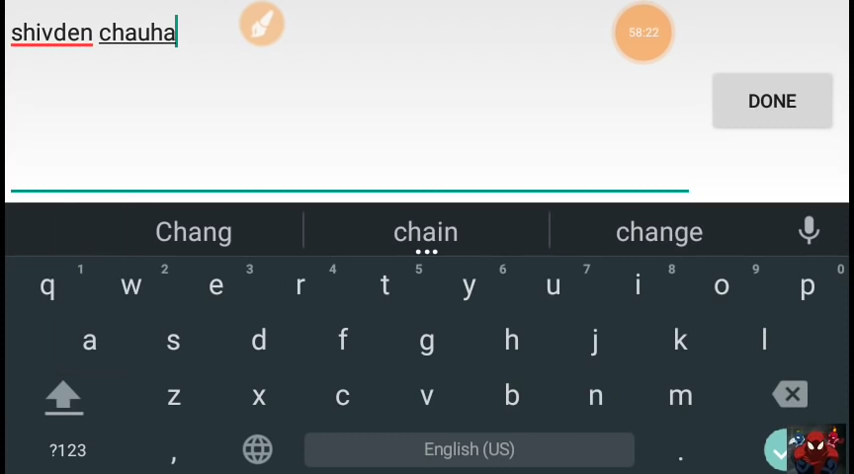 shivden chauha
58:22
DONE
Chang chain change
q 1 w 2 e 3 r 4 t 5 y 6 u 7 i 8 o 9 p 0
a s d f g h j k l
z x c v b n m
?123 , English (US) .